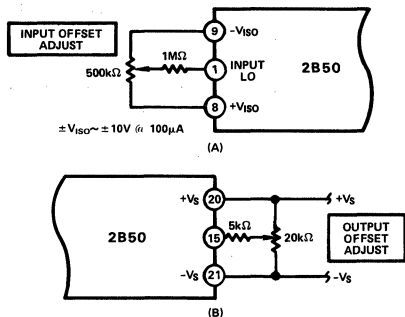 INPUT OFFSET
ADJUST
9 −VISO
1MΩ
500kΩ
1 INPUT
LO
2B50
8 +VISO
±VISO~ ±10V @ 100μA
(A)
2B50
+VS 20
+VS
5kΩ
15
20kΩ
OUTPUT
OFFSET
ADJUST
−VS 21
−VS
(B)